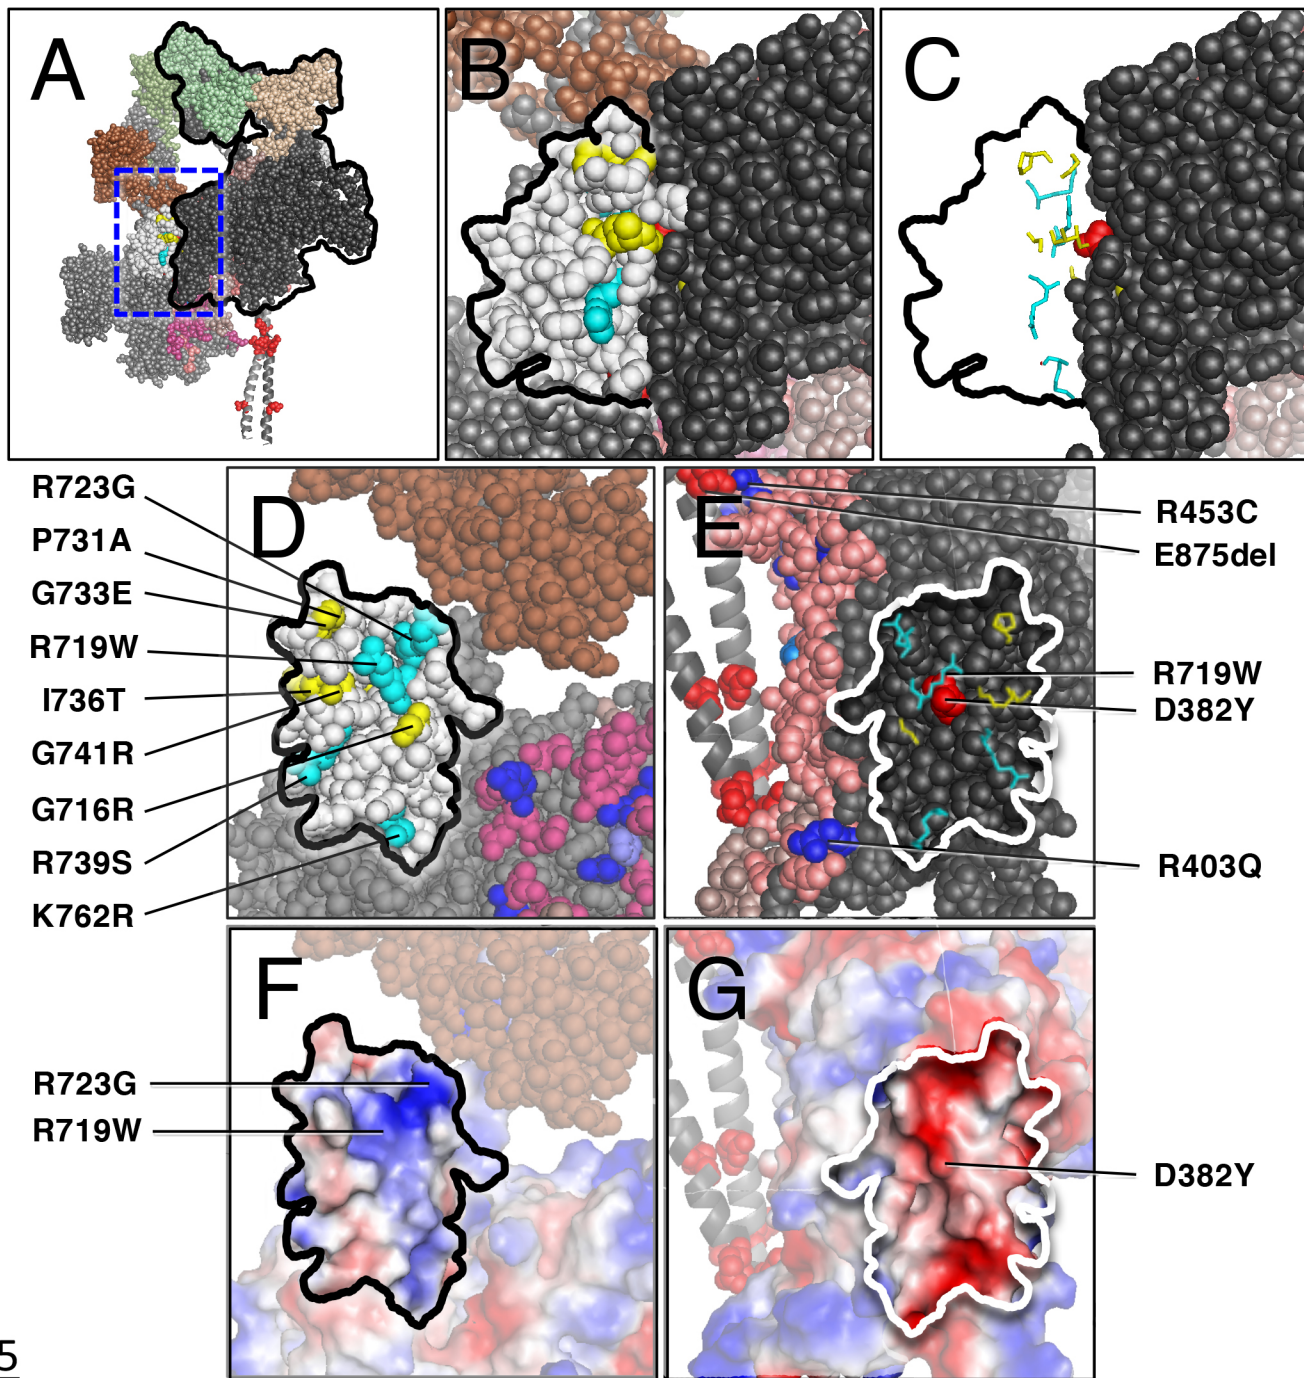 A
B
C
R723G
P731A
G733E
R719W
I736T
G741R
G716R
R739S
K762R
D
E
R453C
E875del
R719W
D382Y
R403Q
F
G
R723G
R719W
D382Y
5